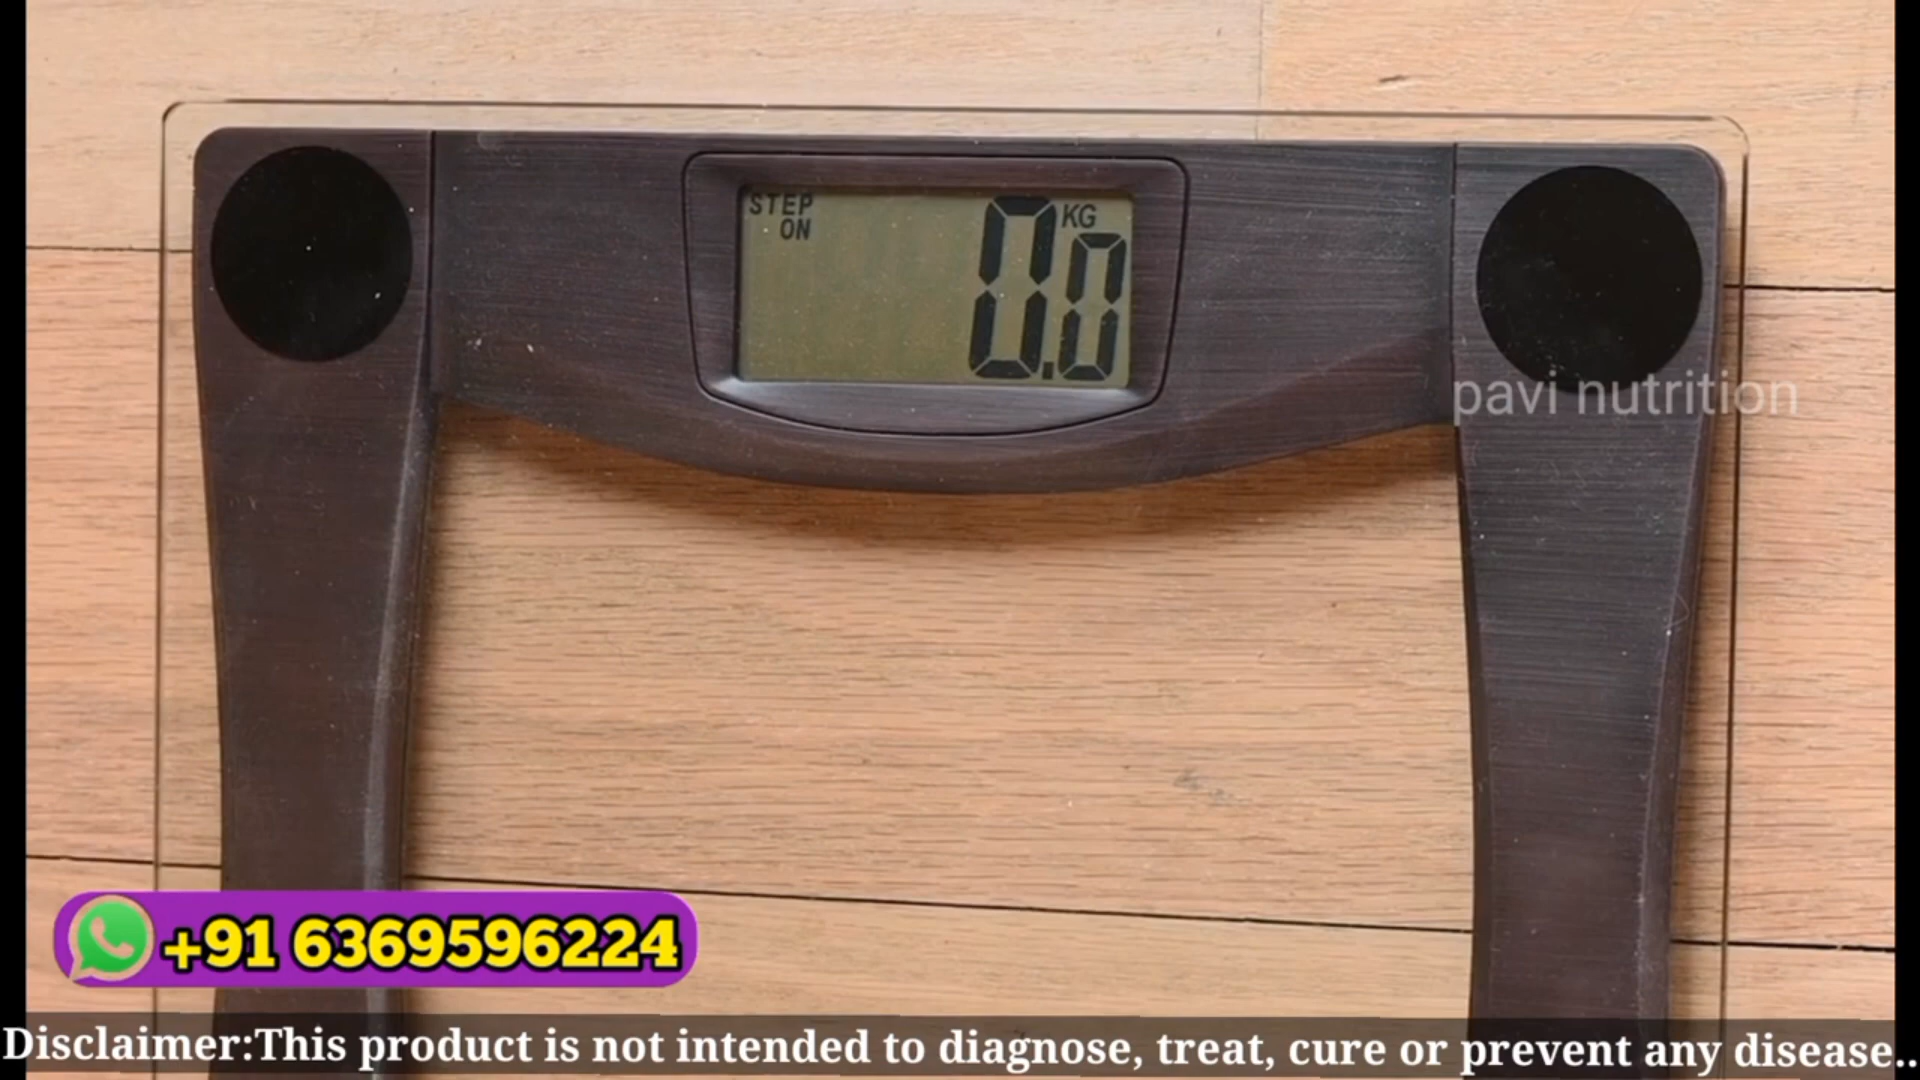 STEP
ON
KG
0.0
pavi nutrition
+91 6369596224
Disclaimer:This product is not intended to diagnose, treat, cure or prevent any disease..